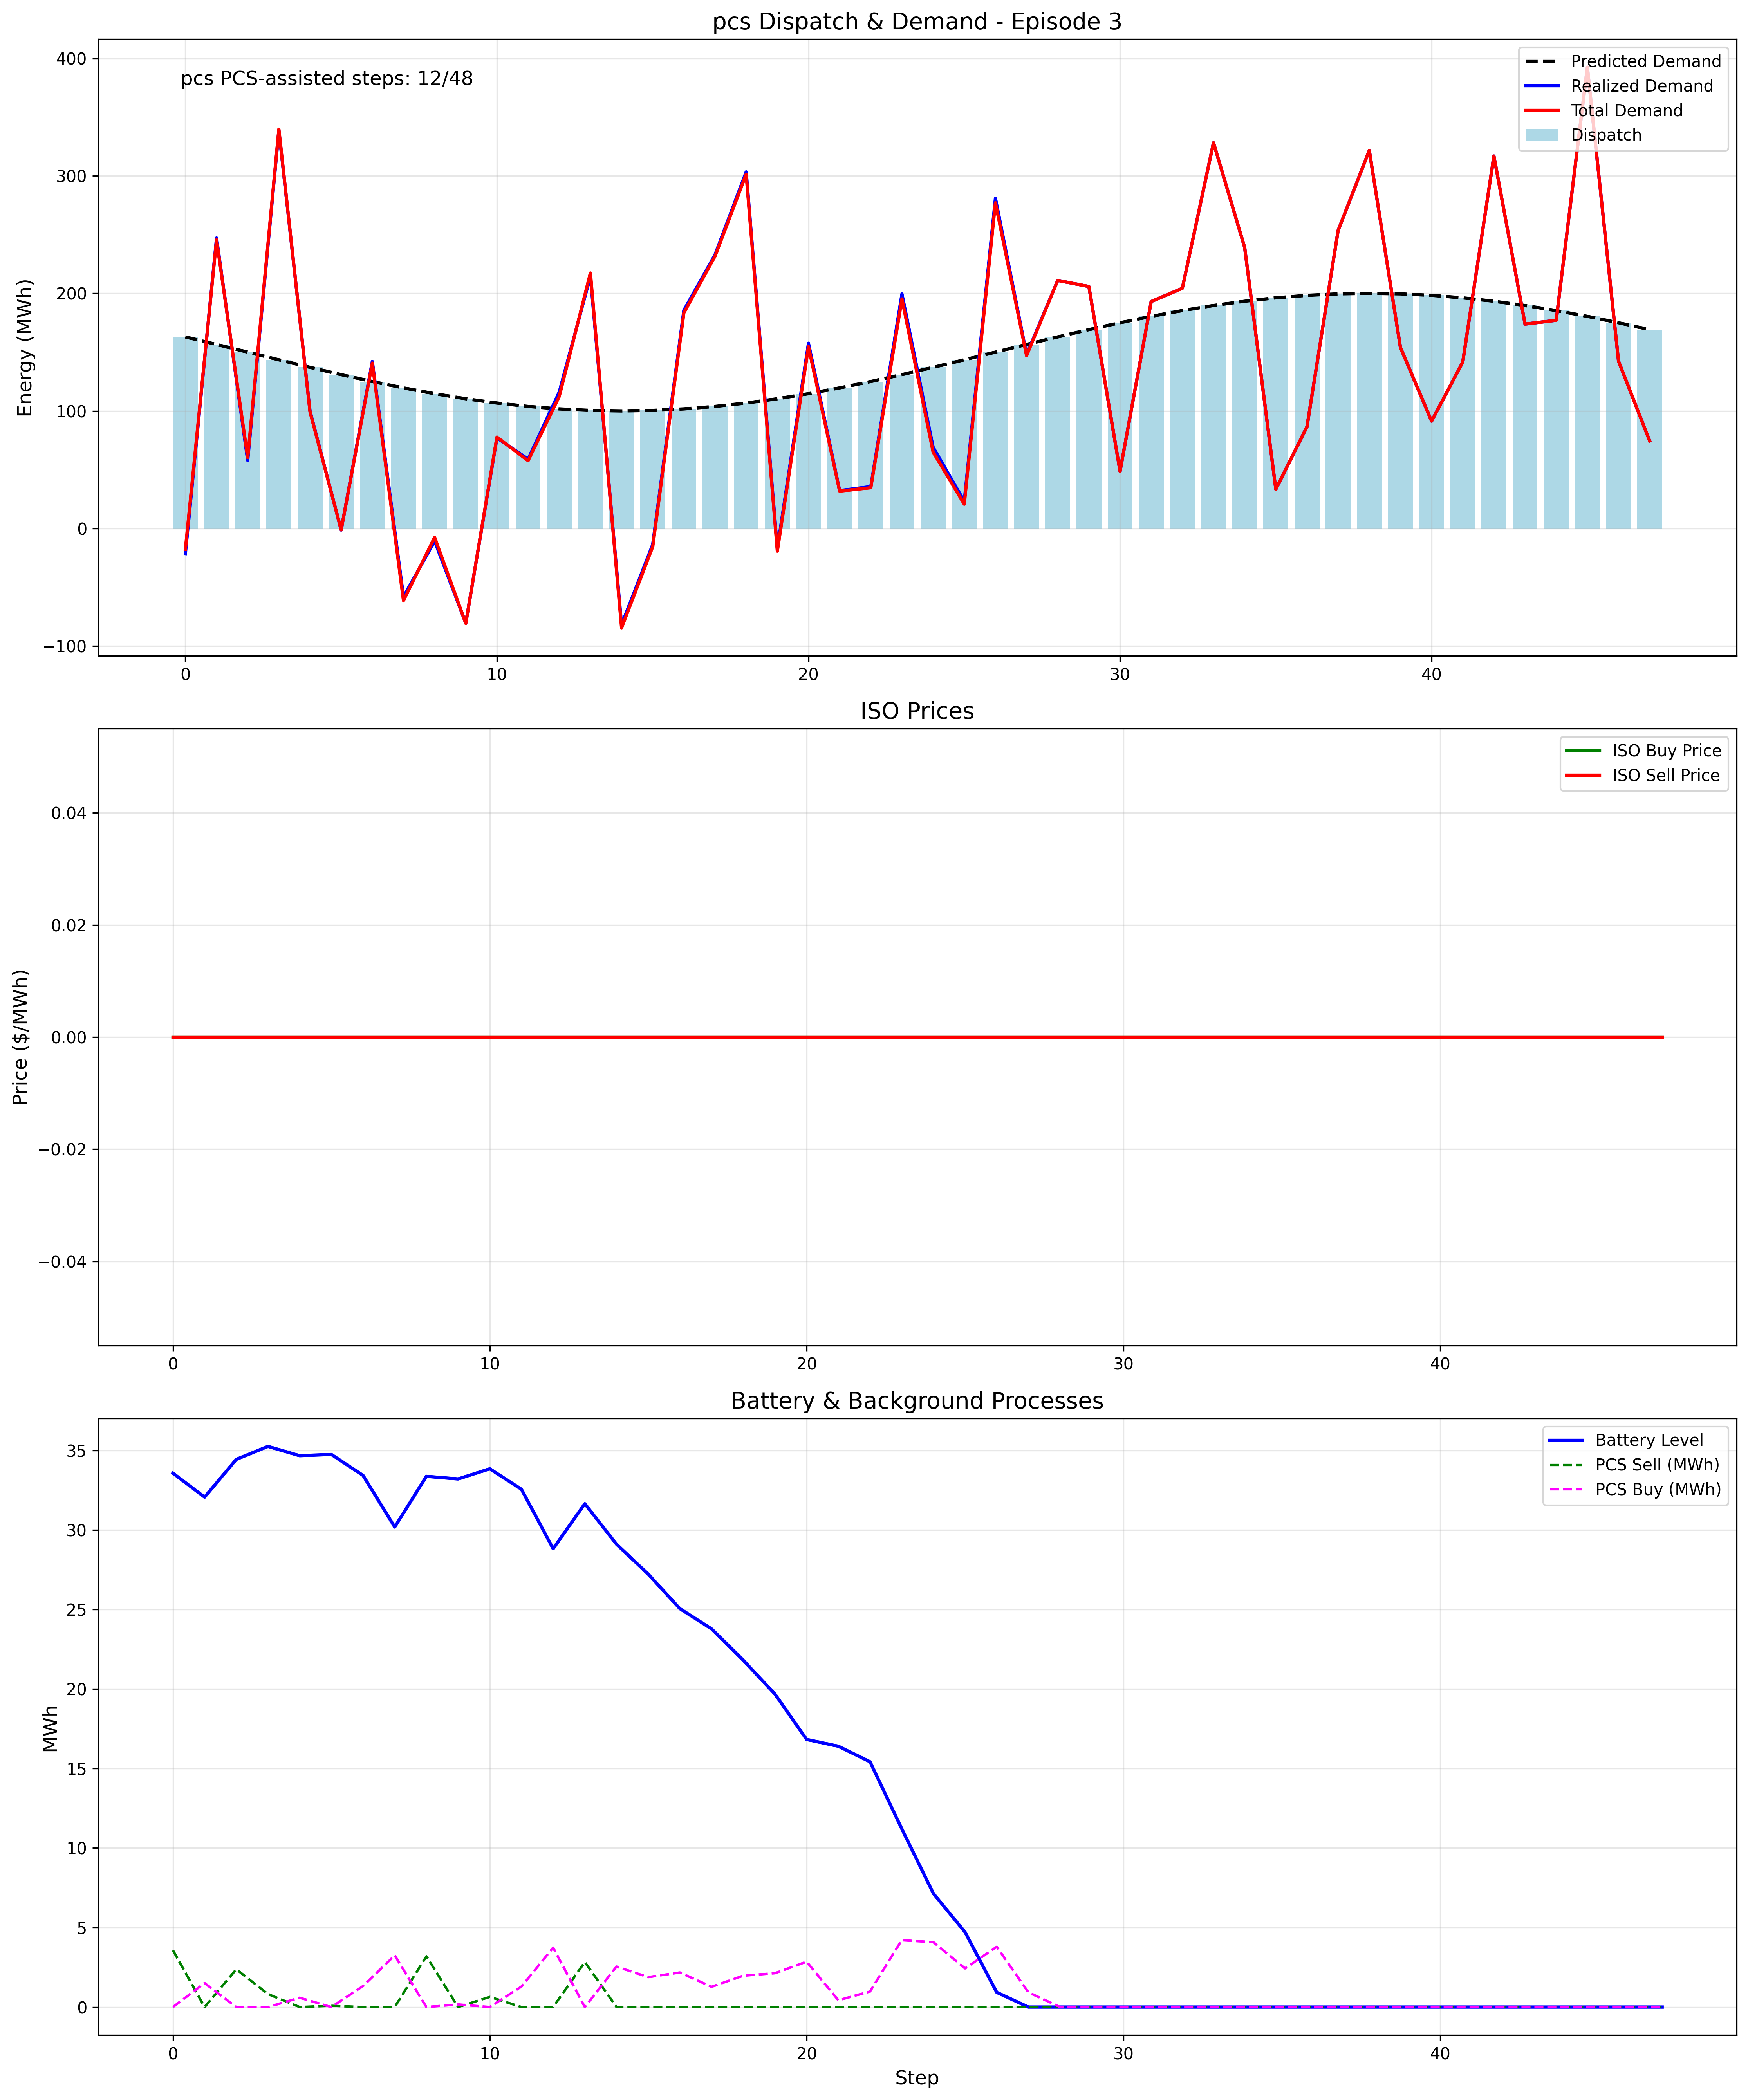 pcs Dispatch & Demand - Episode 3
pcs PCS-assisted steps: 12/48
Predicted Demand
Realized Demand
Total Demand
Dispatch
Energy (MWh)
400
300
200
100
0
−100
0 10 20 30 40
ISO Prices
ISO Buy Price
ISO Sell Price
Price ($/MWh)
0.04
0.02
0.00
−0.02
−0.04
0 10 20 30 40
Battery & Background Processes
Battery Level
PCS Sell (MWh)
PCS Buy (MWh)
MWh
35
30
25
20
15
10
5
0
0 10 20 30 40
Step